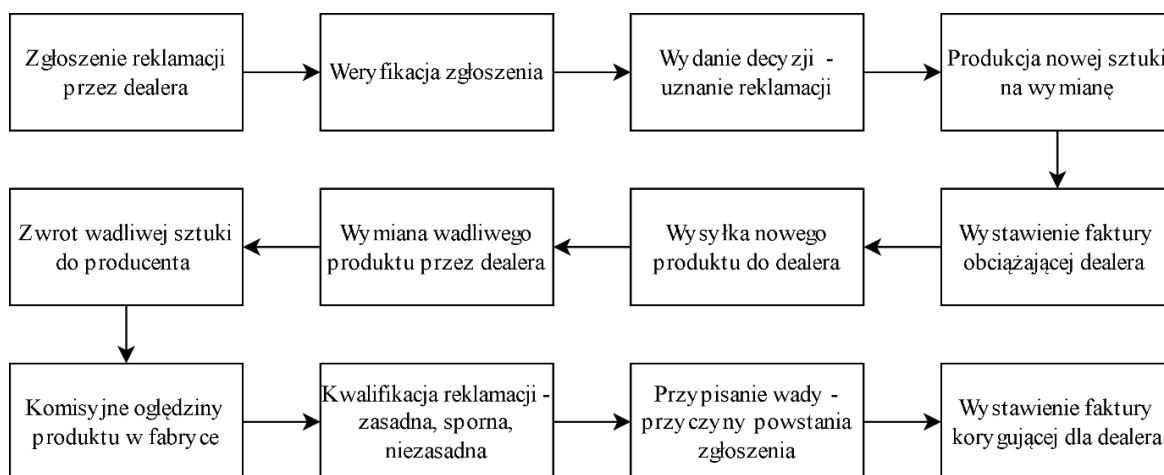 Zgłoszenie reklamacji
przez dealera
Weryfikacja zgłoszenia
Wydanie decyzji -
uznanie reklamacji
Produkcja nowej sztuki
na wymianę
Zwrot wadliwej sztuki
do producenta
Wymiana wadliwego
produktu przez dealera
Wysyłka nowego
produktu do dealera
Wystawienie faktury
obciążającej dealera
Komisyjne oględziny
produktu w fabryce
Kwalifikacja reklamacji -
zasadna, sporna,
niezasadna
Przypisanie wady -
przyczyny powstania
zgłoszenia
Wystawienie faktury
korygującej dla dealera